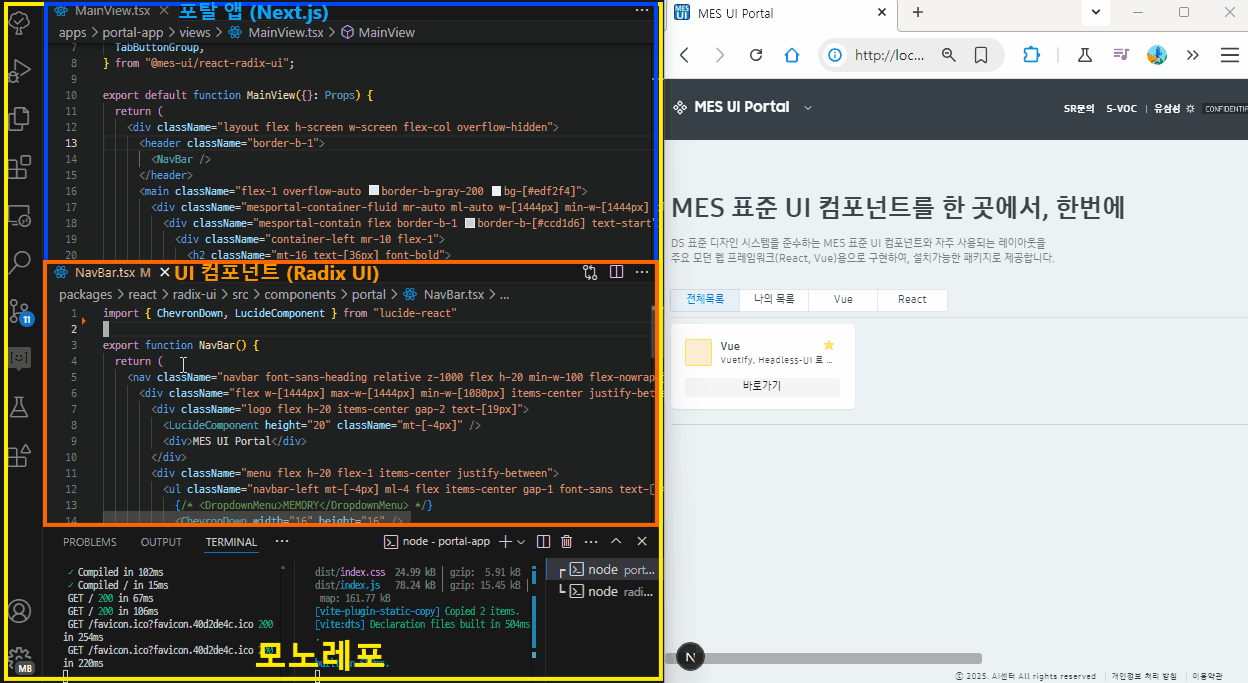 MainView.tsx
포탈 앱 (Next.js)
apps > portal-app > views > MainView.tsx > MainView
7 TabButtonGroup,
8 } from "@mes-ui/react-radix-ui";
9
10 export default function MainView({}: Props) {
11 return (
12 <div className="layout flex h-screen w-screen flex-col overflow-hidden">
13 <header className="border-b-1">
14 <NavBar />
15 </header>
16 <main className="flex-1 overflow-auto border-b-gray-200 bg-[#edf2f4]">
17 <div className="mesportal-container-fluid mr-auto ml-auto w-[1444px] min-w-[1444px]
18 <div className="mesportal-contain flex border-b-1 border-b-[#ccd1d6] text-start
19 <div className="container-left mr-10 flex-1">
20 <h2 className="mt-16 text-[36px] font-bold">
NavBar.tsx M
UI 컴포넌트 (Radix UI)
packages > react > radix-ui > src > components > portal > NavBar.tsx > ...
1 import { ChevronDown, LucideComponent } from "lucide-react"
2
3 export function NavBar() {
4 return (
5 <nav className="navbar font-sans-heading relative z-1000 flex h-20 min-w-100 flex-nowrap
6 <div className="flex w-[1444px] max-w-[1444px] min-w-[1080px] items-center justify-bet
7 <div className="logo flex h-20 items-center gap-2 text-[19px]">
8 <LucideComponent height="20" className="mt-[-4px]" />
9 <div>MES UI Portal</div>
10 </div>
11 <div className="menu flex h-20 flex-1 items-center justify-between">
12 <ul className="navbar-left mt-[-4px] ml-4 flex items-center gap-1 font-sans text-[
13 {/* <DropdownMenu>MEMORY</DropdownMenu> */}
14 <ChevronDown width="16" height="16" />
11
MB
PROBLEMS OUTPUT TERMINAL ...
node - portal-app
✓ Compiled in 102ms
✓ Compiled / in 15ms
GET / 200 in 67ms
GET / 200 in 106ms
GET /favicon.ico?favicon.40d2de4c.ico 200
in 254ms
GET /favicon.ico?favicon.40d2de4c.ico
in 220ms
dist/index.css 24.99 kB | gzip: 5.91 kB
dist/index.js 78.24 kB | gzip: 15.45 kB |
map: 161.77 kB
[vite-plugin-static-copy] Copied 2 items.
[vite:dts] Declaration files built in 504ms
.
node port...
node radi...
모노레포
MES UI Portal
http://loc...
MES UI Portal
SR문의 S-VOC | 유삼성
MES 표준 UI 컴포넌트를 한 곳에서, 한번에
DS 표준 디자인 시스템을 준수하는 MES 표준 UI 컴포넌트와 자주 사용되는 레이아웃을
주요 모던 웹 프레임워크(React, Vue)용으로 구현하여, 설치가능한 패키지로 제공합니다.
전체목록 나의 목록 Vue React
Vue
Vuetify, Headless-UI 로 ...
바로가기
N
© 2025. AI센터 All rights reserved | 개인정보 처리 방침 | 이용약관